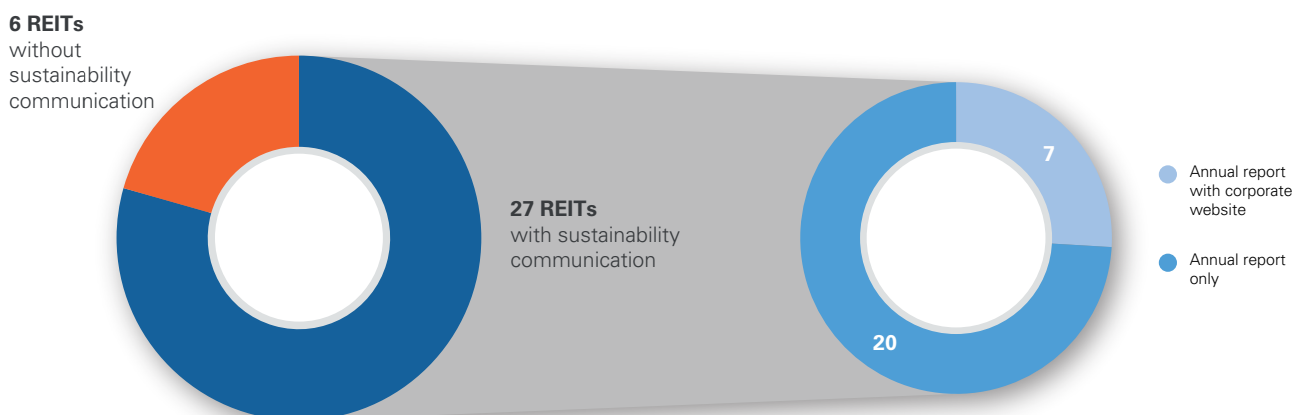 6 REITs
without
sustainability
communication
27 REITs
with sustainability
communication
7
20
Annual report
with corporate
website
Annual report
only